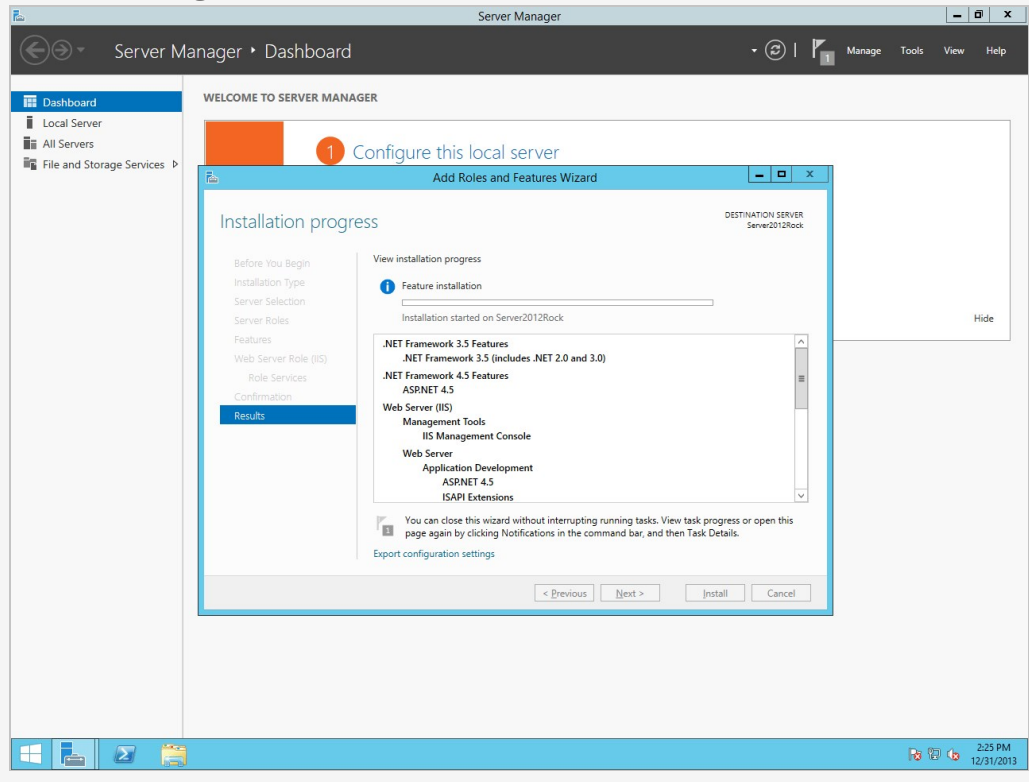 Server Manager
Server Manager • Dashboard
1
Manage
Tools
View
Help
Dashboard
Local Server
All Servers
File and Storage Services
WELCOME TO SERVER MANAGER
1 Configure this local server
Hide
Add Roles and Features Wizard
Installation progress
DESTINATION SERVER
Server2012Rock
Before You Begin
Installation Type
Server Selection
Server Roles
Features
Web Server Role (IIS)
Role Services
Confirmation
Results
View installation progress
Feature installation
Installation started on Server2012Rock
.NET Framework 3.5 Features
.NET Framework 3.5 (includes .NET 2.0 and 3.0)
.NET Framework 4.5 Features
ASP.NET 4.5
Web Server (IIS)
Management Tools
IIS Management Console
Web Server
Application Development
ASP.NET 4.5
ISAPI Extensions
1
You can close this wizard without interrupting running tasks. View task progress or open this
page again by clicking Notifications in the command bar, and then Task Details.
Export configuration settings
< Previous
Next >
Install
Cancel
2:25 PM
12/31/2013